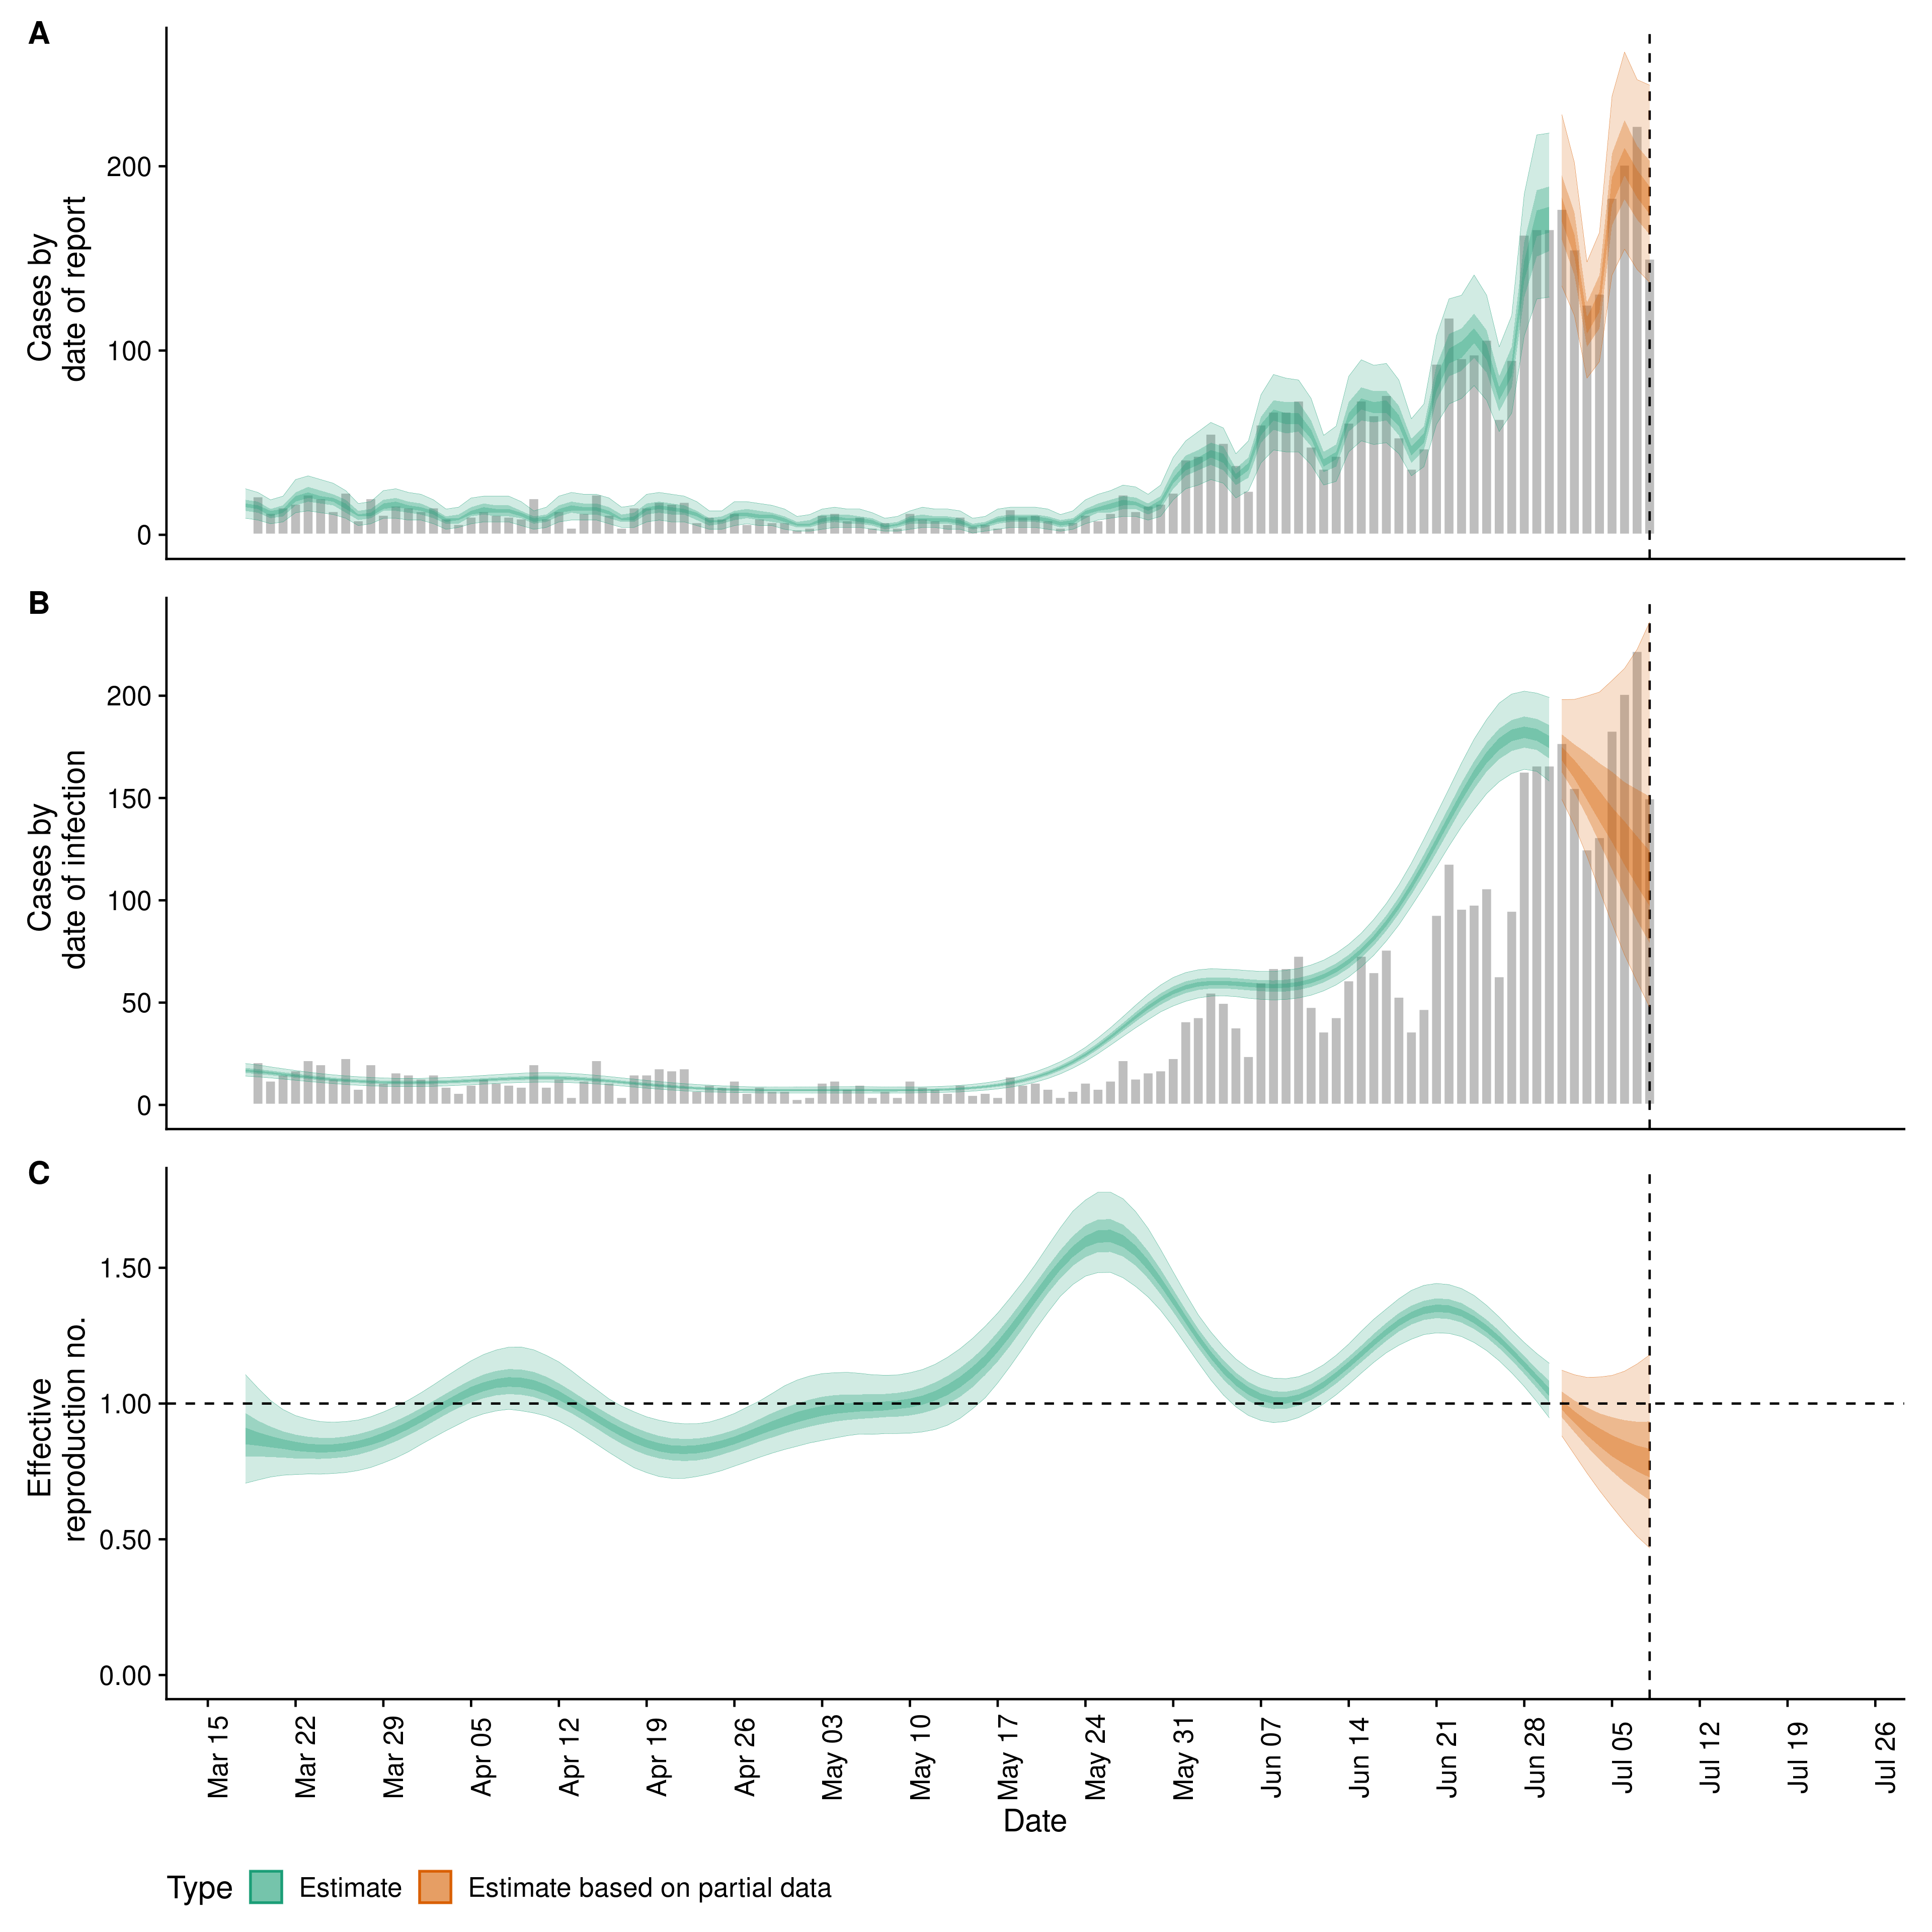 A
Cases by
date of report
200
100
0
B
Cases by
date of infection
200
150
100
50
0
C
Effective
reproduction no.
1.50
1.00
0.50
0.00
Mar 15
Mar 22
Mar 29
Apr 05
Apr 12
Apr 19
Apr 26
May 03
May 10
May 17
May 24
May 31
Jun 07
Jun 14
Jun 21
Jun 28
Jul 05
Jul 12
Jul 19
Jul 26
Date
Type
Estimate
Estimate based on partial data